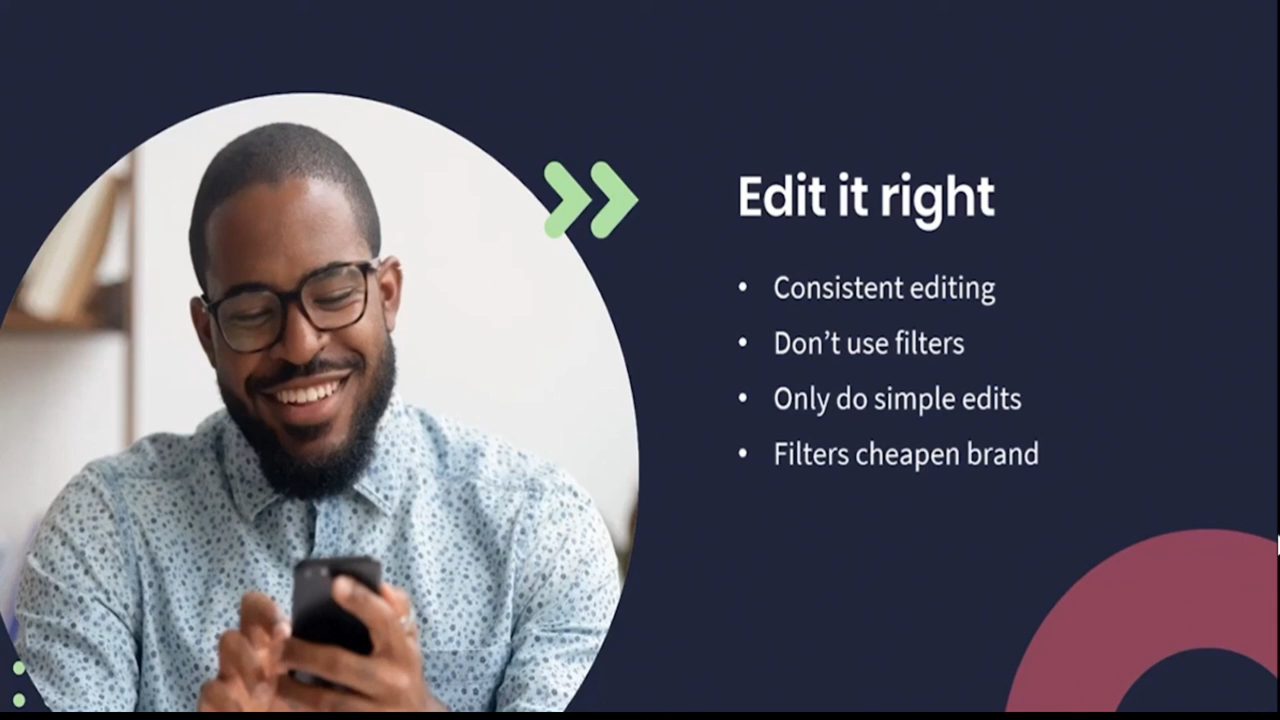 Edit it right
• Consistent editing
• Don’t use filters
• Only do simple edits
• Filters cheapen brand